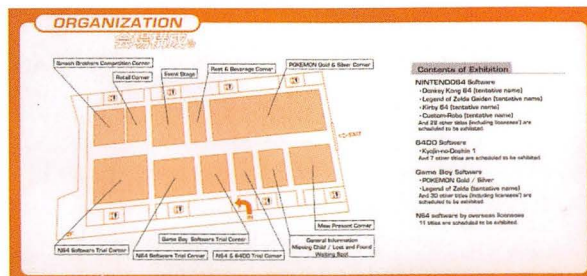 ORGANIZATION
Smash Brothers Competition Corner
Retail Corner
Event Stage
Rest & Beverage Corner
POKEMON Gold & Silver Corner
N64 Software Trial Corner
N64 Software Trial Corner
Game Boy Software Trial Corner
N64 & 64DD Trial Corner
General Information
Missing Child / Lost and Found
Waiting Spot
Mew Present Corner
Contents of Exhibition
NINTENDO64 Software
・Donkey Kong 64 (tentative name)
・Legend of Zelda Gaiden (tentative name)
・Kirby 64 (tentative name)
・Custom-Robo (tentative name)
And 28 other titles (including licensees') are
scheduled to be exhibited.
64DD Software
・Kyojin-no-Doshin 1
And 7 other titles are scheduled to be exhibited.
Game Boy Software
・POKEMON Gold / Silver
・Legend of Zelda (tentative name)
And 30 other titles (including licensees') are
scheduled to be exhibited.
N64 software by overseas licensees
11 titles are scheduled to be exhibited.